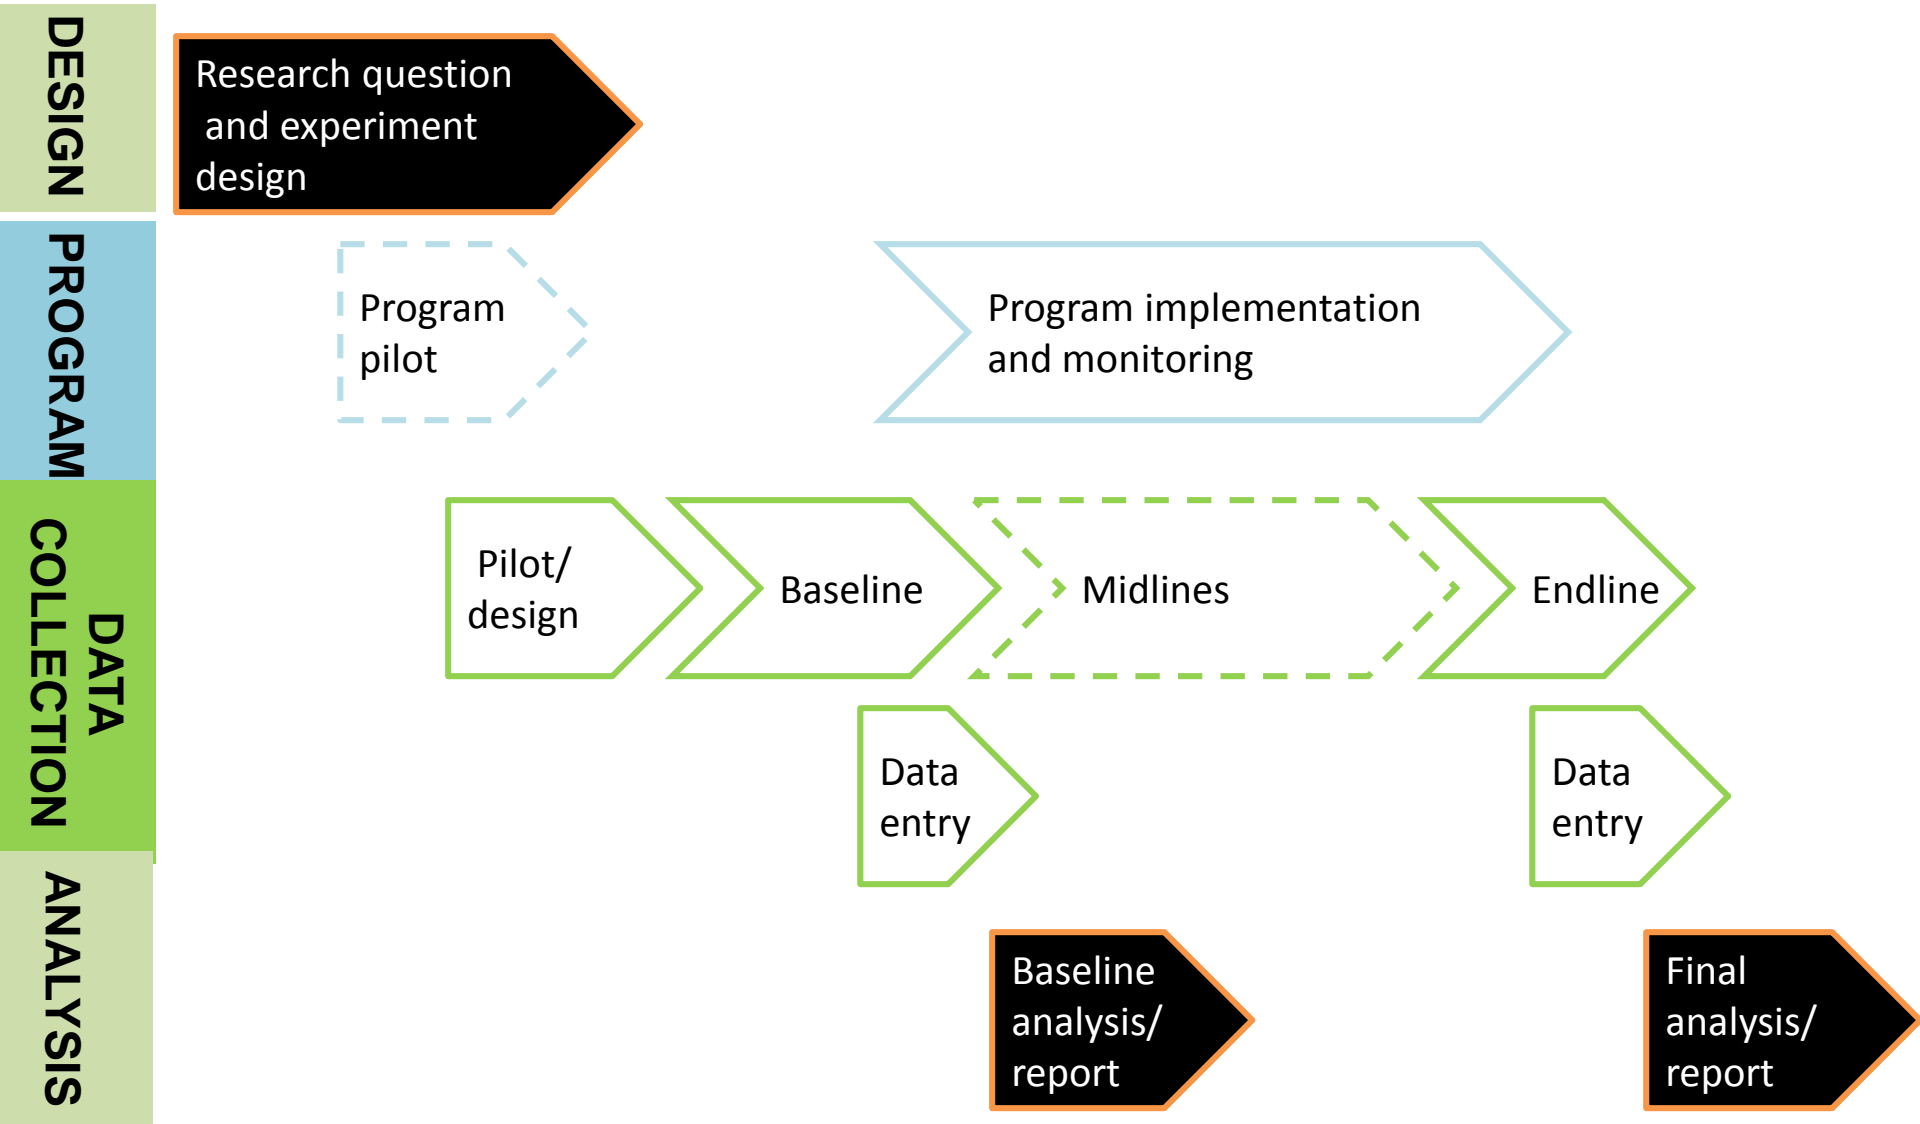 DESIGN
Research question
and experiment
design
PROGRAM
Program
pilot
Program implementation
and monitoring
DATA
COLLECTION
Pilot/
design
Baseline
Midlines
Endline
Data
entry
Data
entry
ANALYSIS
Baseline
analysis/
report
Final
analysis/
report